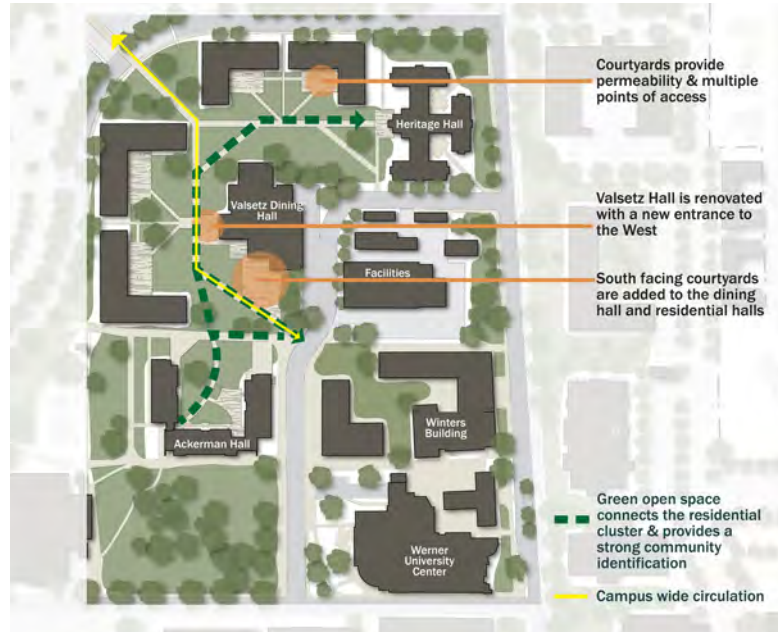 Courtyards provide
permeability & multiple
points of access
Heritage Hall
Valsetz Dining
Hall
Valsetz Hall is renovated
with a new entrance to
the West
Facilities
South facing courtyards
are added to the dining
hall and residential halls
Winters
Building
Ackerman Hall
Green open space
connects the residential
cluster & provides a
strong community
identification
Werner
University
Center
Campus wide circulation